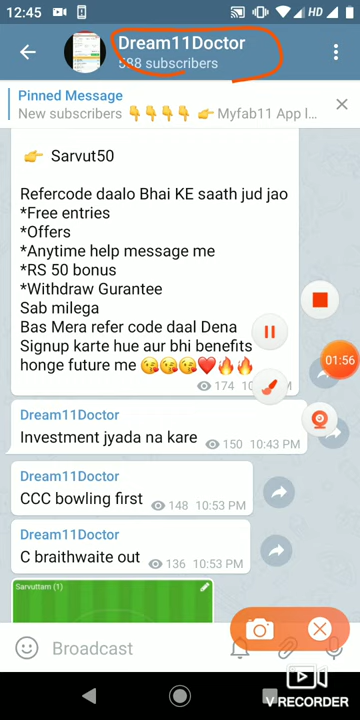 12:45
HD
Dream11Doctor
588 subscribers
Pinned Message
New subscribers 👇👇👇👇 👉 Myfab11 App l...
👉 Sarvut50
Refercode daalo Bhai KE saath jud jao
*Free entries
*Offers
*Anytime help message me
*RS 50 bonus
*Withdraw Gurantee
Sab milega
Bas Mera refer code daal Dena
Signup karte hue aur bhi benefits
honge future me 😘😘😘❤️🔥🔥
174
01:56
Dream11Doctor
Investment jyada na kare 150 10:43 PM
Dream11Doctor
CCC bowling first 148 10:53 PM
Dream11Doctor
C braithwaite out 136 10:53 PM
Sarvuttam (1)
Broadcast
V RECORDER